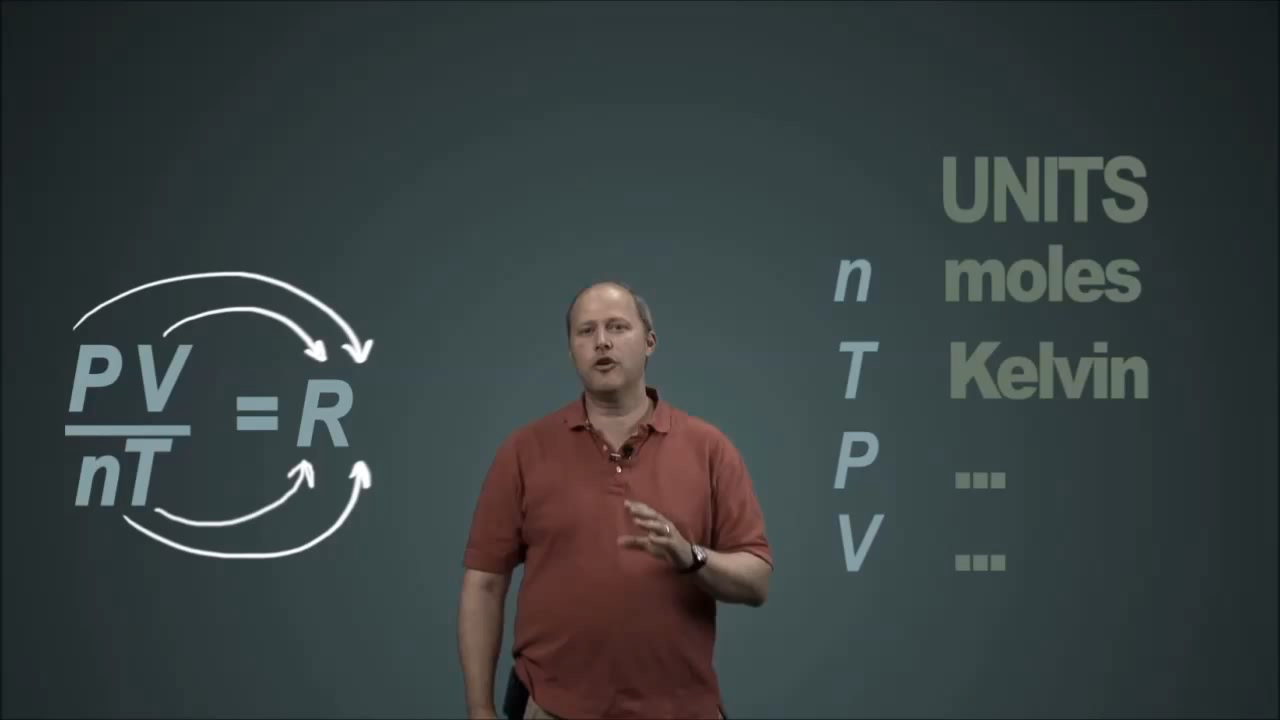 PV
nT
= R
UNITS
n moles
T Kelvin
P ...
V ...